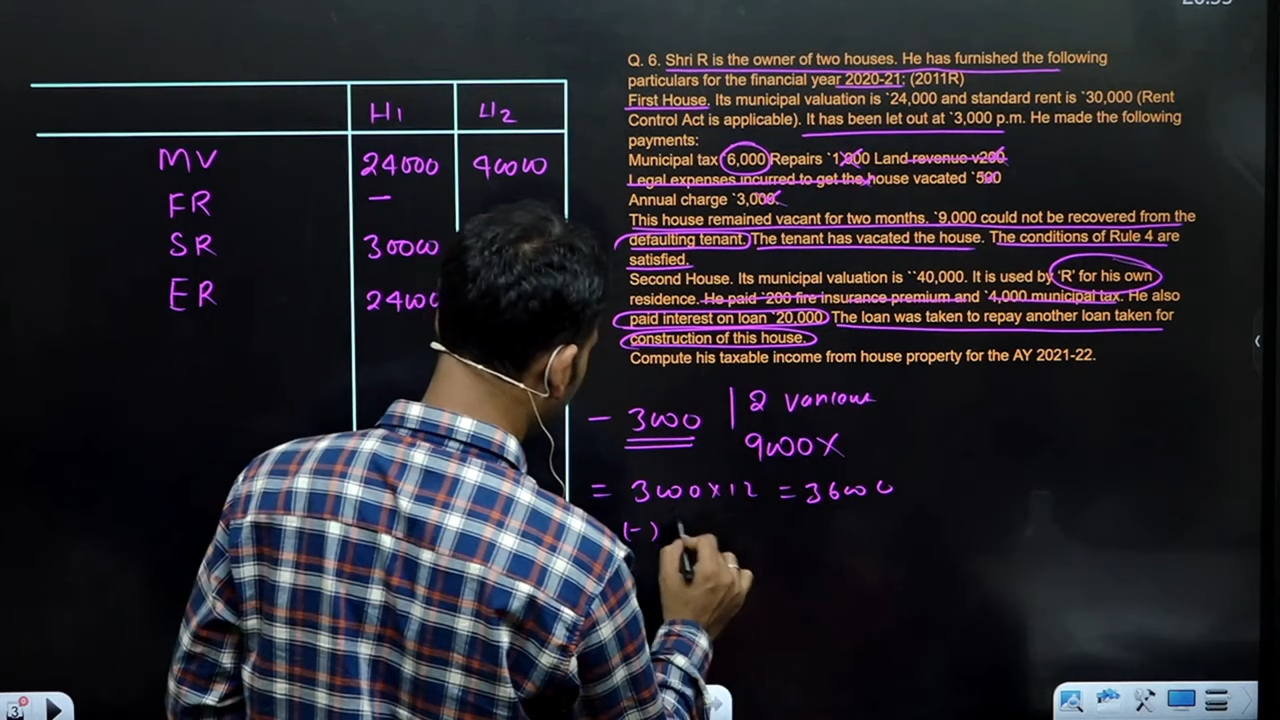 H1 H2
MV 24000 40000
FR —
SR 30000
ER 24000
Q. 6. Shri R is the owner of two houses. He has furnished the following
particulars for the financial year 2020-21: (2011R)
First House. Its municipal valuation is `24,000 and standard rent is `30,000 (Rent
Control Act is applicable). It has been let out at `3,000 p.m. He made the following
payments:
Municipal tax `6,000 Repairs `1,000 Land revenue v200
Legal expenses incurred to get the house vacated `500
Annual charge `3,000.
This house remained vacant for two months. `9,000 could not be recovered from the
defaulting tenant. The tenant has vacated the house. The conditions of Rule 4 are
satisfied.
Second House. Its municipal valuation is ``40,000. It is used by 'R' for his own
residence. He paid `200 fire insurance premium and `4,000 municipal tax. He also
paid interest on loan `20,000. The loan was taken to repay another loan taken for
construction of this house.
Compute his taxable income from house property for the AY 2021-22.
– 3000 | 2
9000 X
= 3000 × 12 = 36000
(-)
3